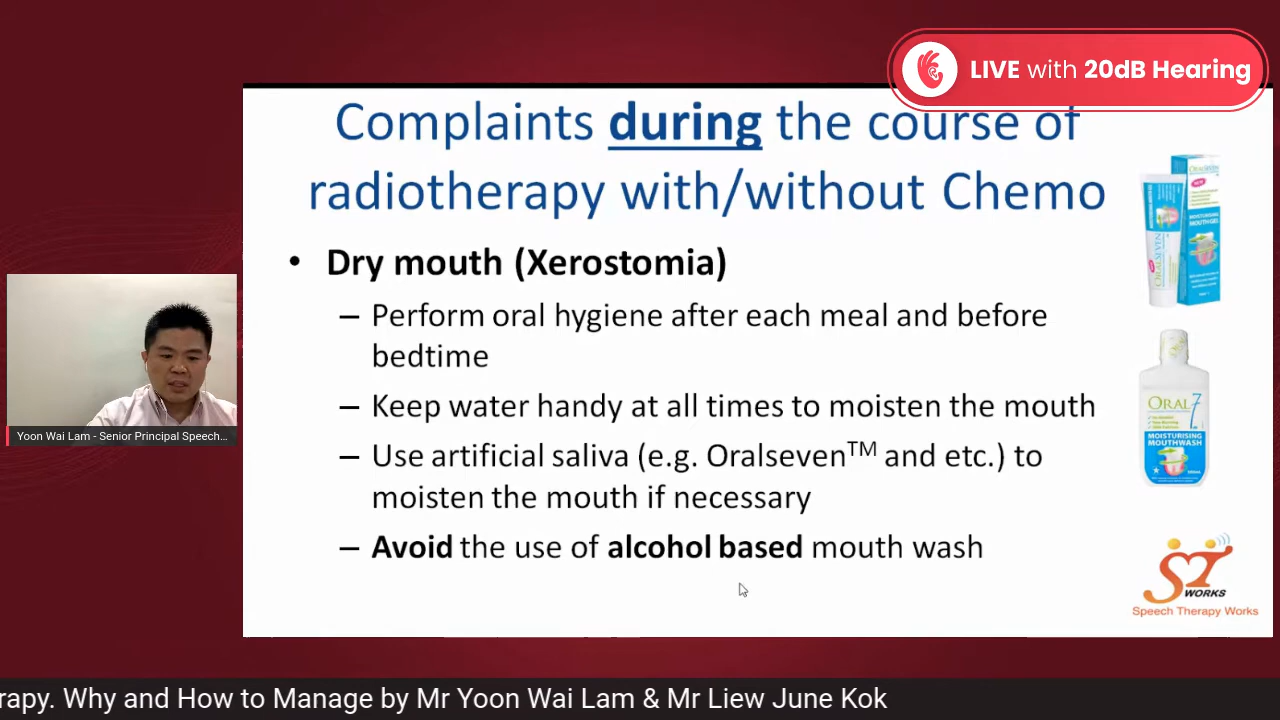 LIVE with 20dB Hearing
Complaints during the course of
radiotherapy with/without Chemo
• Dry mouth (Xerostomia)
– Perform oral hygiene after each meal and before
bedtime
– Keep water handy at all times to moisten the mouth
– Use artificial saliva (e.g. Oralseven™ and etc.) to
moisten the mouth if necessary
– Avoid the use of alcohol based mouth wash
ORALSEVEN
MOISTURISING
MOUTH GEL
ORAL7
MOISTURISING
MOUTHWASH
ST
WORKS
Speech Therapy Works
Yoon Wai Lam - Senior Principal Speech...
rapy. Why and How to Manage by Mr Yoon Wai Lam & Mr Liew June Kok